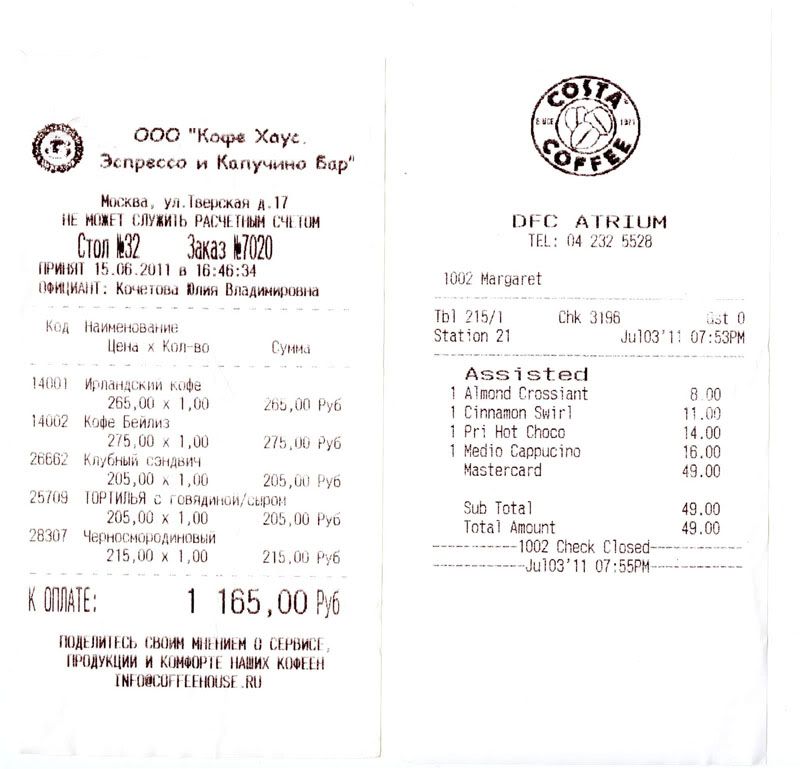 ООО "Кофе Хаус.
Эспрессо и Капучино Бар"
Москва, ул.Тверская д.17
НЕ МОЖЕТ СЛУЖИТЬ РАСЧЕТНЫМ СЧЕТОМ
Стол №32 Заказ №7020
ПРИНЯТ 15.06.2011 в 16:46:34
ОФИЦИАНТ: Кочетова Юлия Владимировна
Код Наименование
Цена x Кол-во Сумма
14001 Ирландский кофе
265,00 x 1,00 265,00 Руб
14002 Кофе Бейлиз
275,00 x 1,00 275,00 Руб
26662 Клубный сэндвич
205,00 x 1,00 205,00 Руб
25709 ТОРТИЛЬЯ с говядиной/сыром
205,00 x 1,00 205,00 Руб
28307 Черносмородиновый
215,00 x 1,00 215,00 Руб
К ОПЛАТЕ: 1 165,00 Руб
ПОДЕЛИТЕСЬ СВОИМ МНЕНИЕМ О СЕРВИСЕ,
ПРОДУКЦИИ И КОМФОРТЕ НАШИХ КОФЕЕН
INFO@COFFEEHOUSE.RU
COSTA
SINCE 1971
COFFEE
DFC ATRIUM
TEL: 04 232 5528
1002 Margaret
Tbl 215/1 Chk 3196 Gst 0
Station 21 Jul03'11 07:53PM
Assisted
1 Almond Crossiant 8.00
1 Cinnamon Swirl 11.00
1 Pri Hot Choco 14.00
1 Medio Cappucino 16.00
Mastercard 49.00
Sub Total 49.00
Total Amount 49.00
-----------1002 Check Closed------------
------------Jul03'11 07:55PM------------